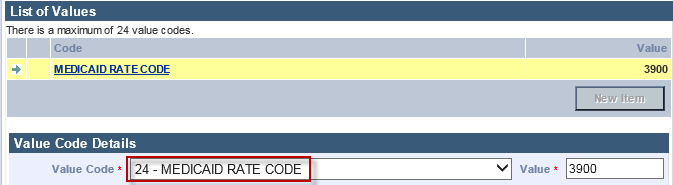 List of Values
There is a maximum of 24 value codes.
Code Value
MEDICAID RATE CODE 3900
New Item
Value Code Details
Value Code * 24 - MEDICAID RATE CODE Value * 3900